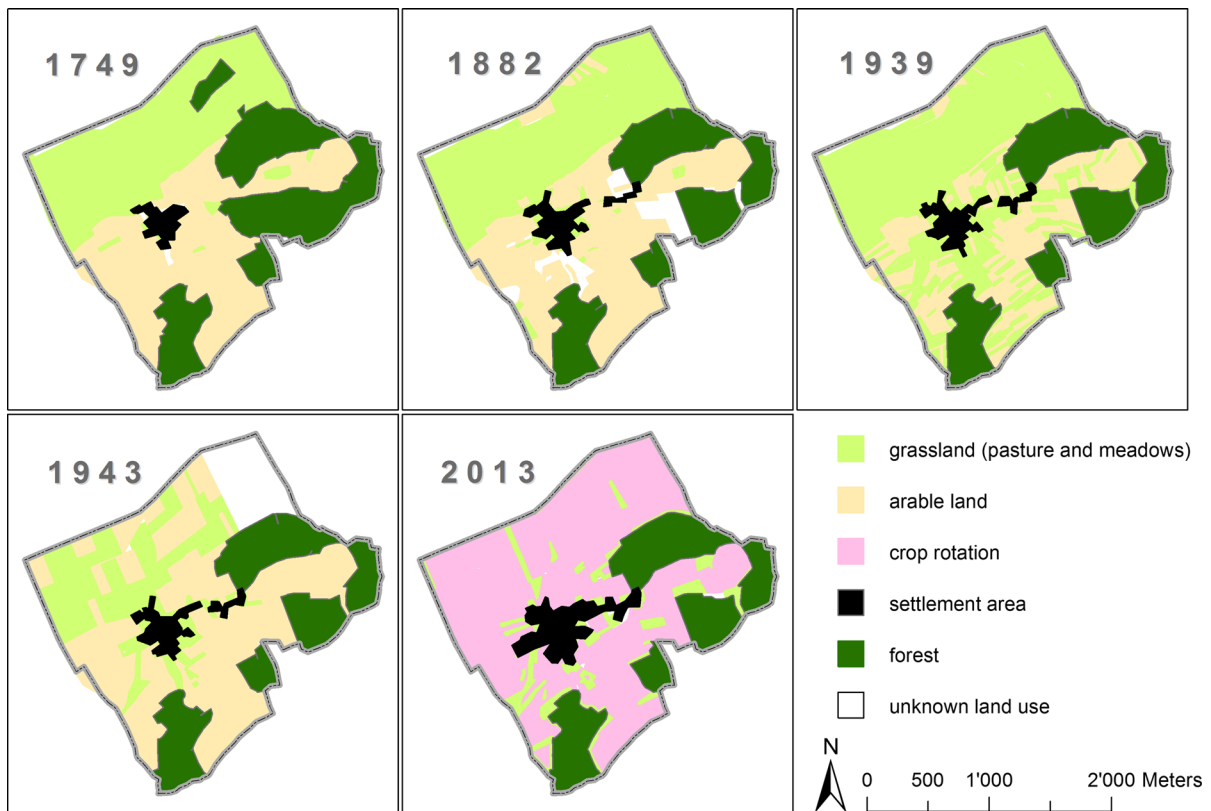 1749
1882
1939
1943
2013
grassland (pasture and meadows)
arable land
crop rotation
settlement area
forest
unknown land use
N
0 500 1'000 2'000 Meters